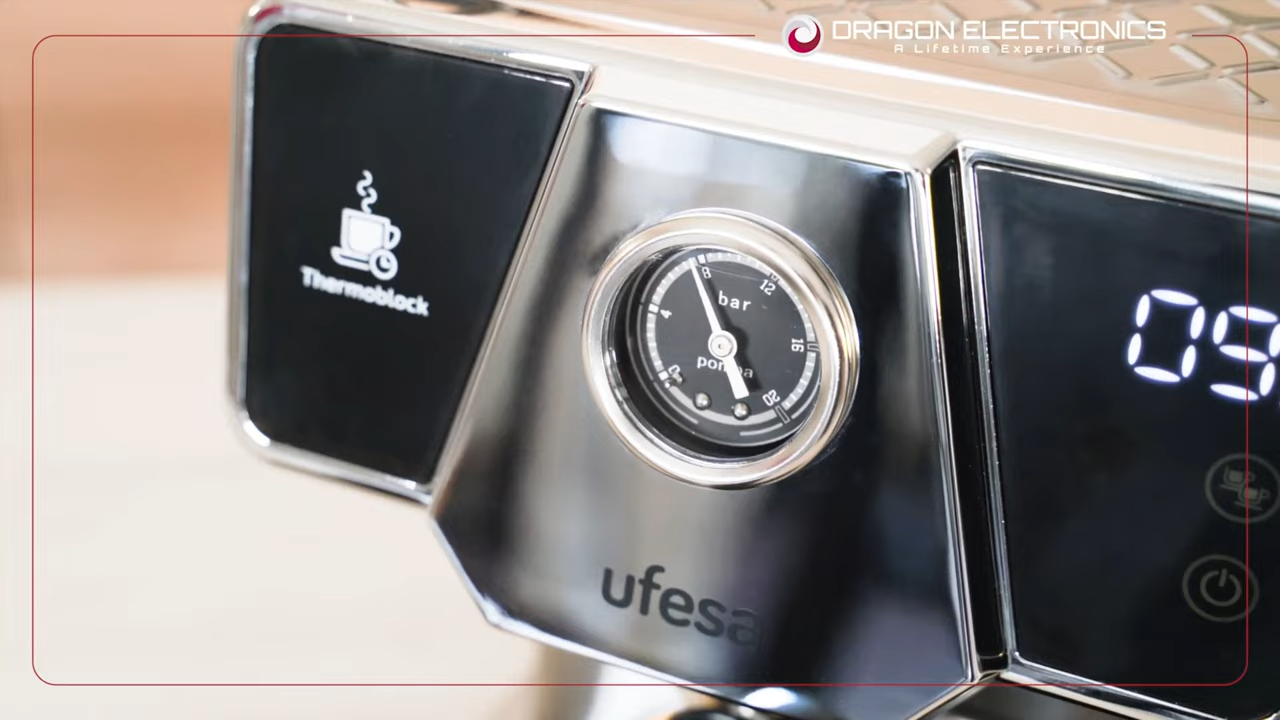 DRAGON ELECTRONICS
A Lifetime Experience
Thermoblock
8
12
bar
4
16
pompa
0
20
09
ufesa